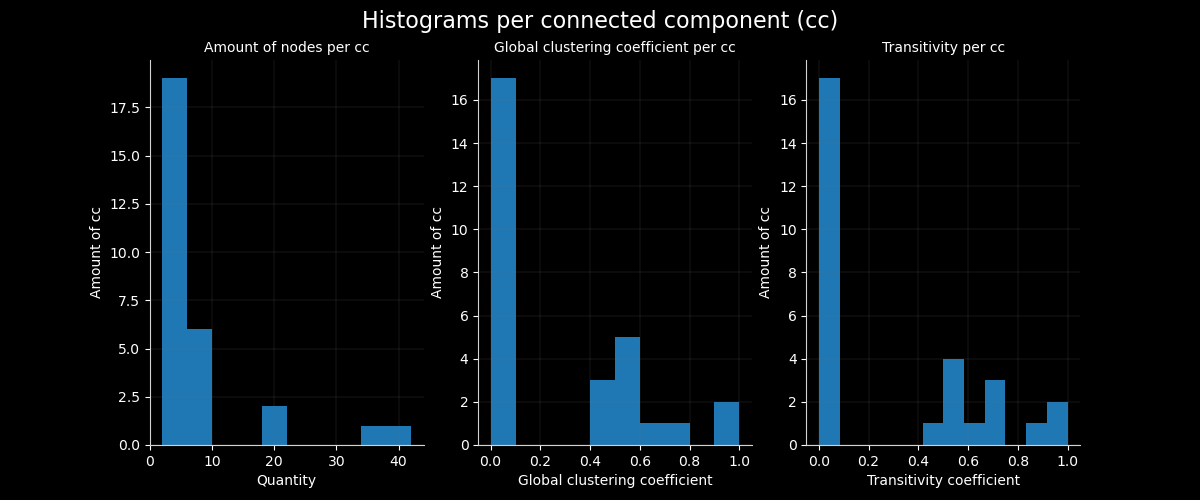 Histograms per connected component (cc)
Amount of nodes per cc
Amount of cc
17.5
15.0
12.5
10.0
7.5
5.0
2.5
0.0
0 10 20 30 40
Quantity
Global clustering coefficient per cc
Amount of cc
16
14
12
10
8
6
4
2
0
0.0 0.2 0.4 0.6 0.8 1.0
Global clustering coefficient
Transitivity per cc
Amount of cc
16
14
12
10
8
6
4
2
0
0.0 0.2 0.4 0.6 0.8 1.0
Transitivity coefficient